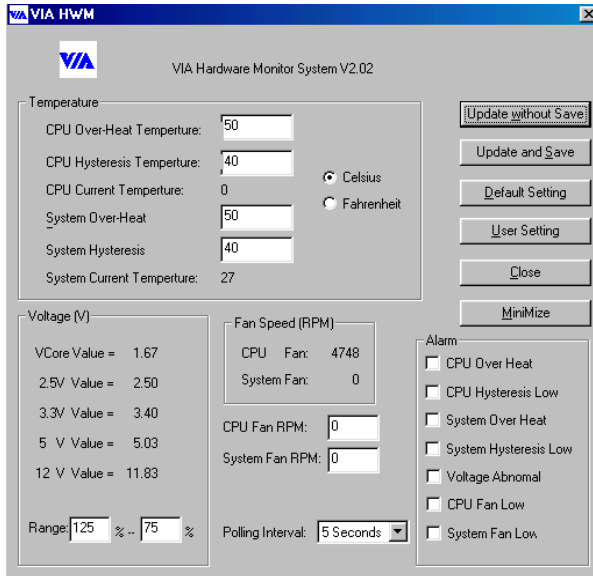 VIA HWM
VIA
VIA Hardware Monitor System V2.02
Temperature
CPU Over-Heat Temperture: 50
CPU Hysteresis Temperture: 40
CPU Current Temperture: 0
System Over-Heat 50
System Hysteresis 40
System Current Temperture: 27
Celsius
Fahrenheit
Update without Save
Update and Save
Default Setting
User Setting
Close
MiniMize
Voltage (V)
VCore Value = 1.67
2.5V Value = 2.50
3.3V Value = 3.40
5 V Value = 5.03
12 V Value = 11.83
Range: 125 % -- 75 %
Fan Speed (RPM)
CPU Fan: 4748
System Fan: 0
CPU Fan RPM: 0
System Fan RPM: 0
Polling Interval: 5 Seconds
Alarm
CPU Over Heat
CPU Hysteresis Low
System Over Heat
System Hysteresis Low
Voltage Abnomal
CPU Fan Low
System Fan Low